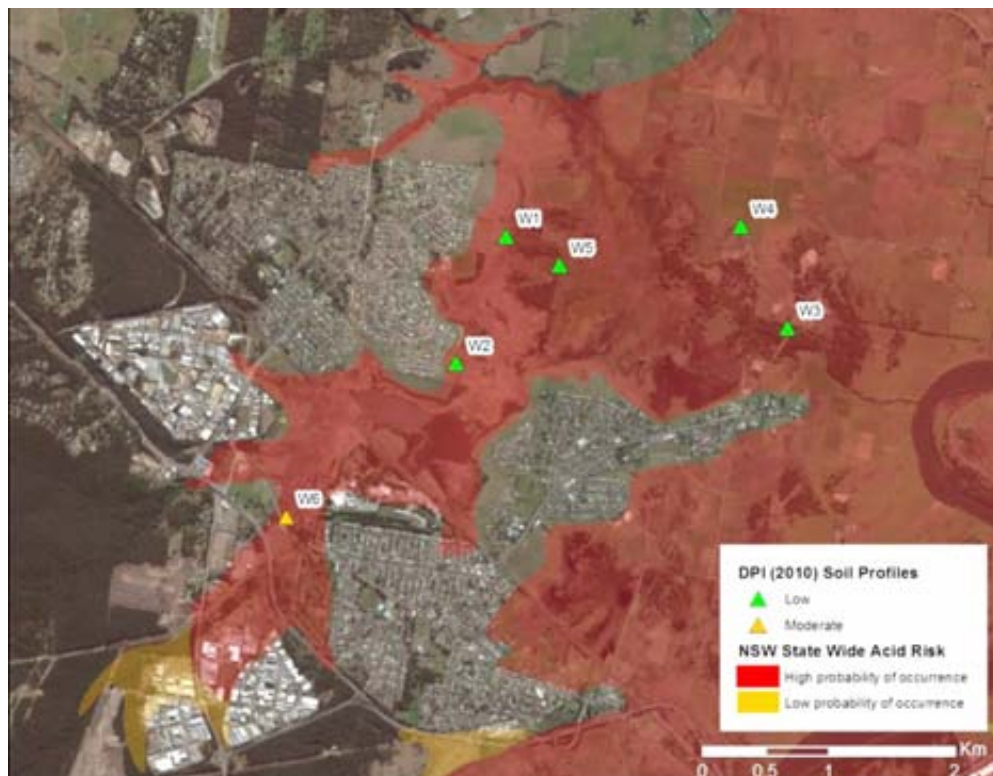 W1
W4
W5
W3
W2
W6
DPI (2010) Soil Profiles
Low
Moderate
NSW State Wide Acid Risk
High probability of occurrence
Low probability of occurrence
Km
0 0.5 1 2